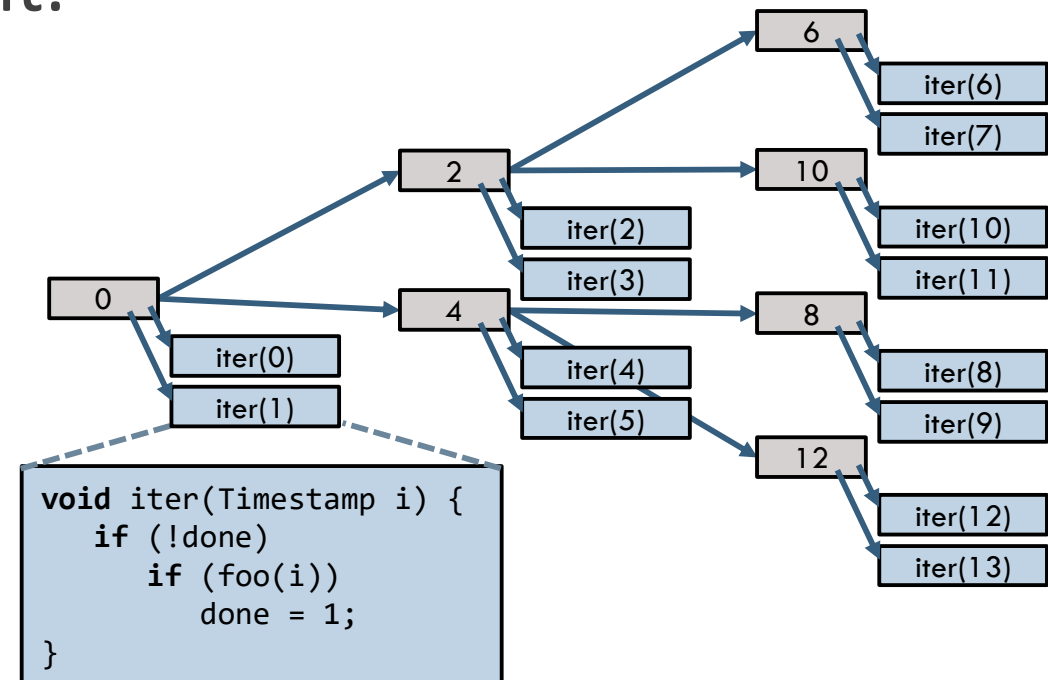 6
iter(6)
iter(7)
2
10
iter(2)
iter(10)
iter(3)
iter(11)
0
4
8
iter(0)
iter(4)
iter(8)
iter(1)
iter(5)
iter(9)
12
iter(12)
iter(13)
void iter(Timestamp i) {
   if (!done)
      if (foo(i))
         done = 1;
}